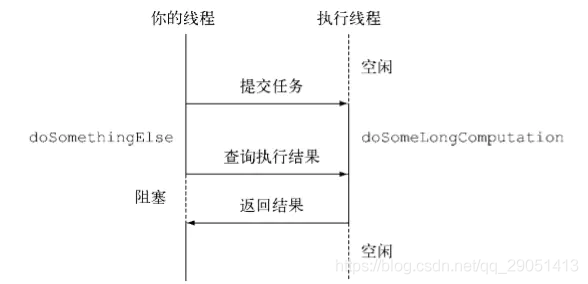 你的线程
执行线程
空闲
提交任务
doSomethingElse
doSomeLongComputation
查询执行结果
阻塞
返回结果
空闲
https://blog.csdn.net/qq_29051413